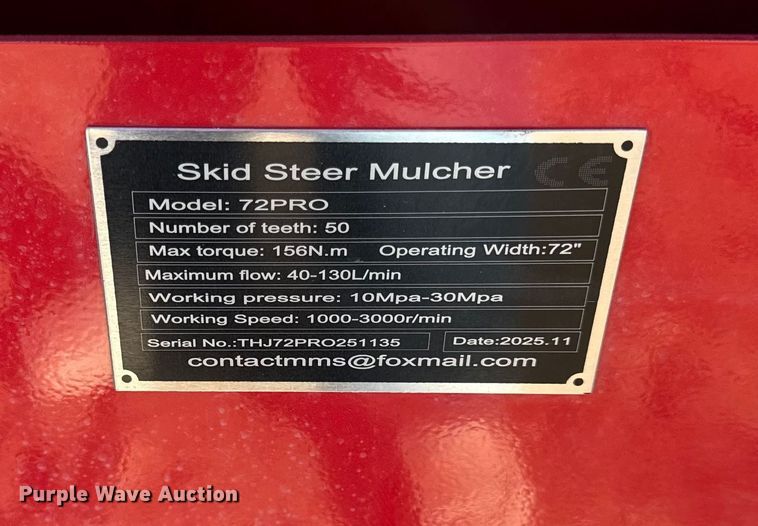 Skid Steer Mulcher CE
Model: 72PRO
Number of teeth: 50
Max torque: 156N.m Operating Width:72"
Maximum flow: 40-130L/min
Working pressure: 10Mpa-30Mpa
Working Speed: 1000-3000r/min
Serial No.:THJ72PRO251135 Date:2025.11
contactmms@foxmail.com
Purple Wave Auction